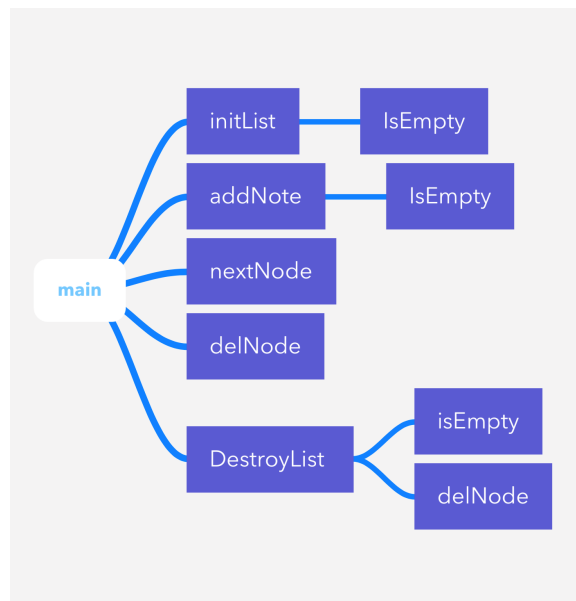 main
initList
IsEmpty
addNote
IsEmpty
nextNode
delNode
DestroyList
isEmpty
delNode